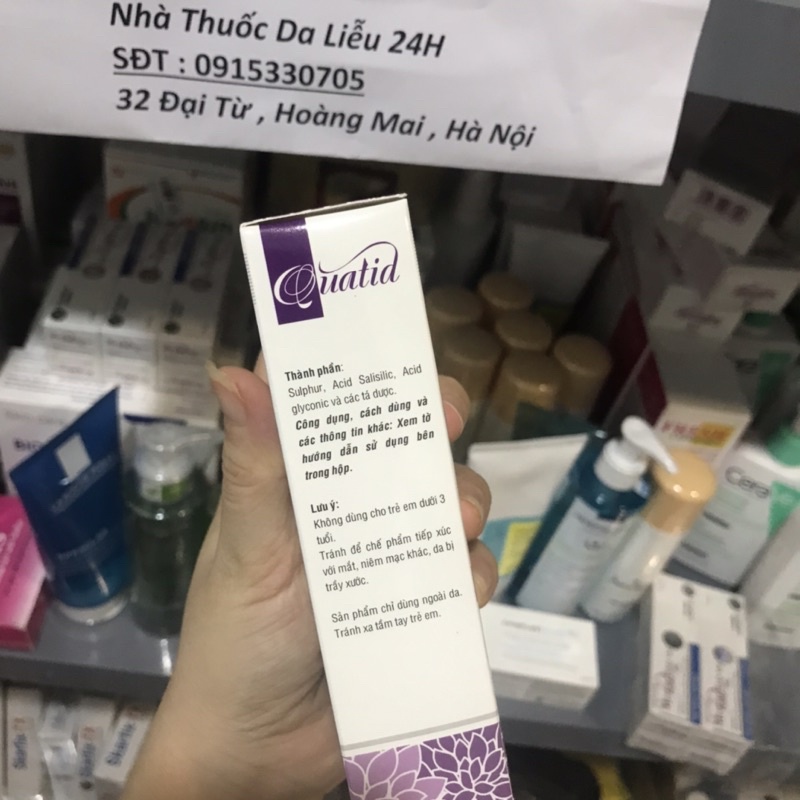 Nhà Thuốc Da Liễu 24H
SĐT : 0915330705
32 Đại Từ , Hoàng Mai , Hà Nội
Quatid
Thành phần:
Sulphur, Acid Salisilic, Acid
glyconic và các tá dược.
Công dụng, cách dùng và
các thông tin khác: Xem tờ
hướng dẫn sử dụng bên
trong hộp.
Lưu ý:
Không dùng cho trẻ em dưới 3
tuổi.
Tránh để chế phẩm tiếp xúc
với mắt, niêm mạc khác, da bị
trầy xước.
Sản phẩm chỉ dùng ngoài da.
Tránh xa tầm tay trẻ em.